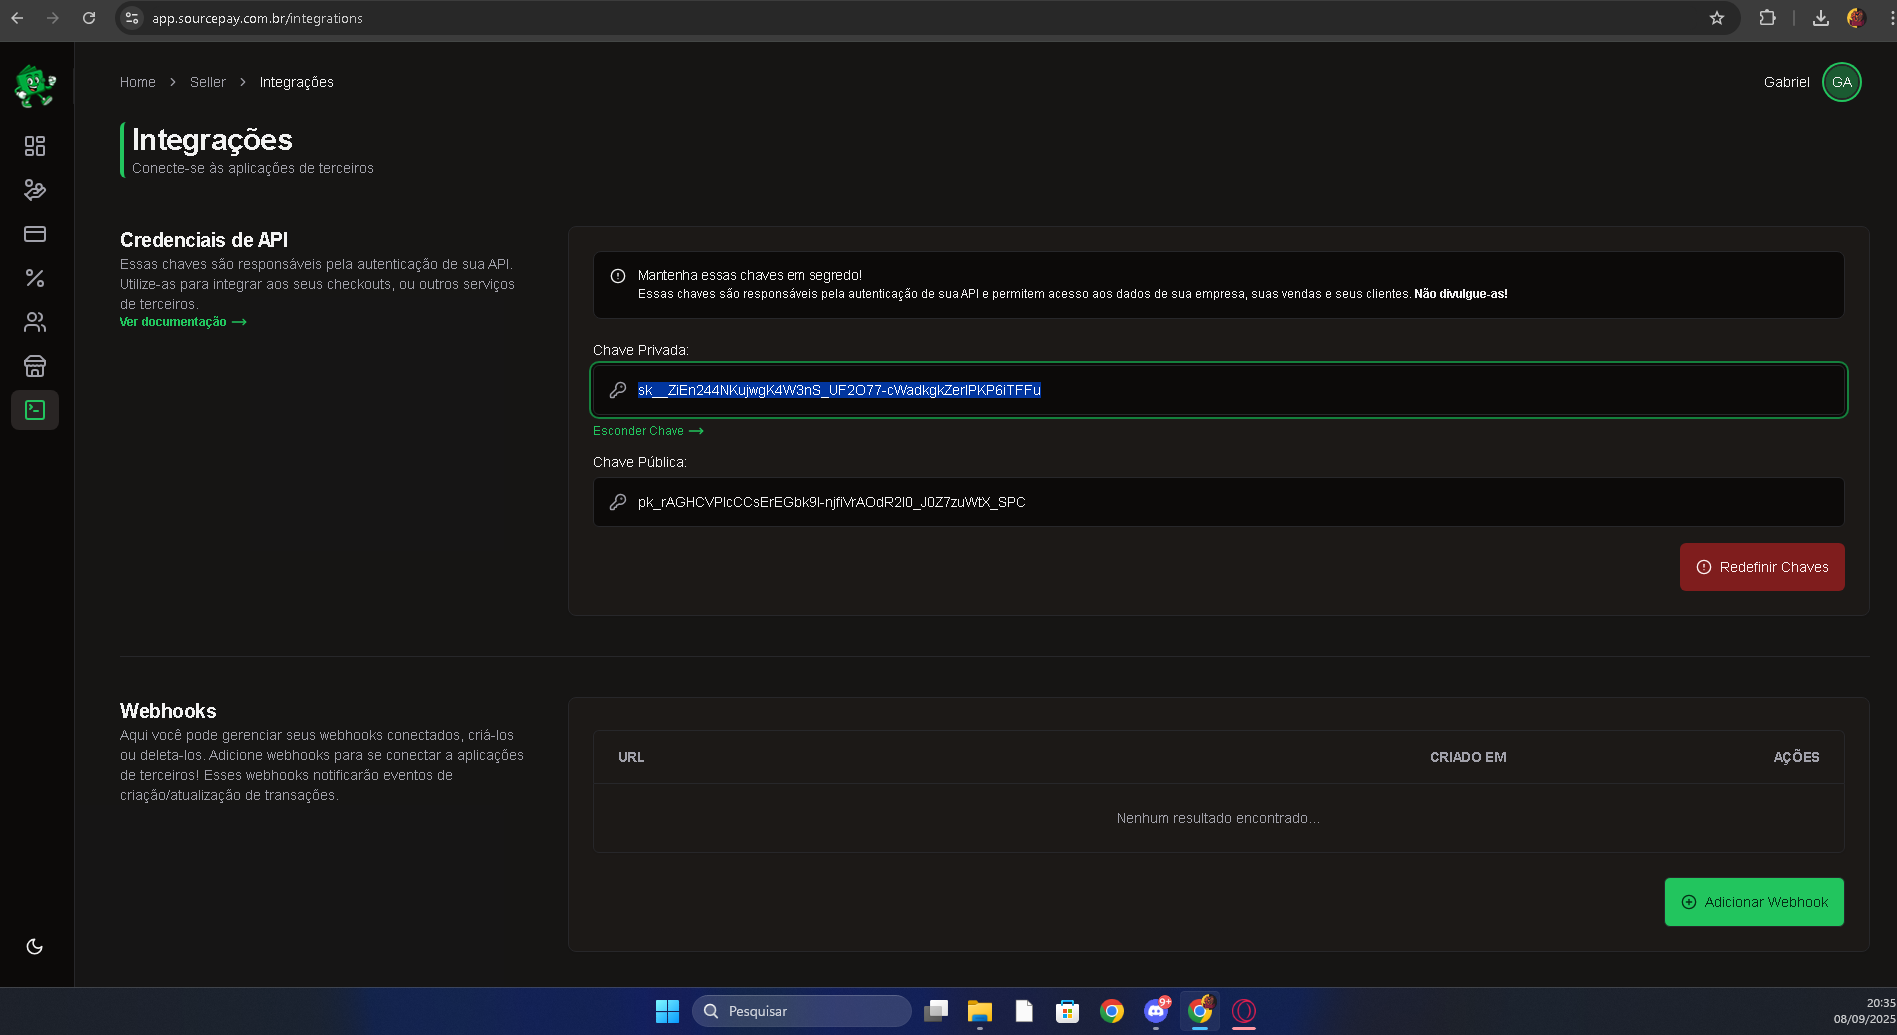 app.sourcepay.com.br/integrations
Home > Seller > Integrações
Gabriel GA
Integrações
Conecte-se às aplicações de terceiros
Credenciais de API
Essas chaves são responsáveis pela autenticação de sua API.
Utilize-as para integrar aos seus checkouts, ou outros serviços
de terceiros.
Ver documentação →
Mantenha essas chaves em segredo!
Essas chaves são responsáveis pela autenticação de sua API e permitem acesso aos dados de sua empresa, suas vendas e seus clientes. Não divulgue-as!
Chave Privada:
Esconder Chave →
Chave Pública:
Redefinir Chaves
Webhooks
Aqui você pode gerenciar seus webhooks conectados, criá-los
ou deleta-los. Adicione webhooks para se conectar a aplicações
de terceiros! Esses webhooks notificarão eventos de
criação/atualização de transações.
URL
CRIADO EM
AÇÕES
Nenhum resultado encontrado...
Adicionar Webhook
Pesquisar
9+
20:35
08/09/2025